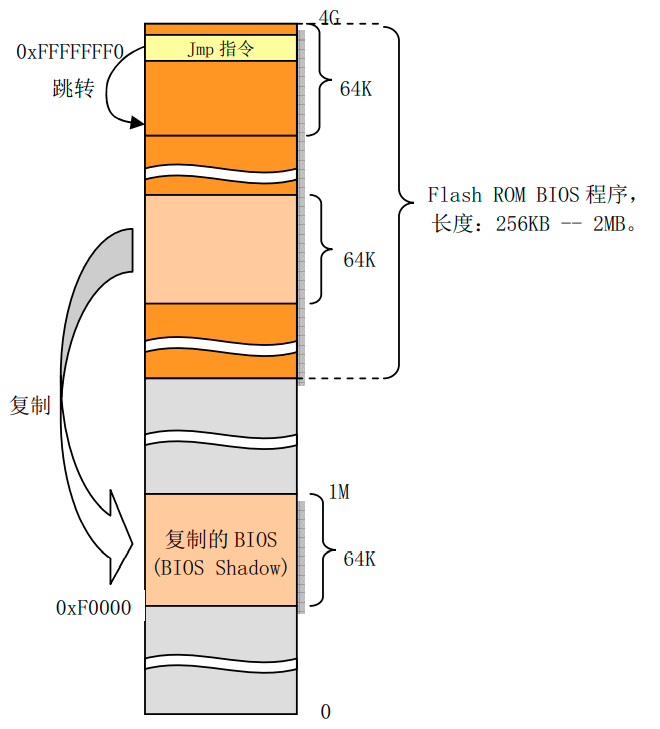 4G
0xFFFFFFF0
Jmp 指令
跳转
64K
Flash ROM BIOS 程序，
长度：256KB -- 2MB。
64K
复制
1M
复制的 BIOS
(BIOS Shadow)
64K
0xF0000
0